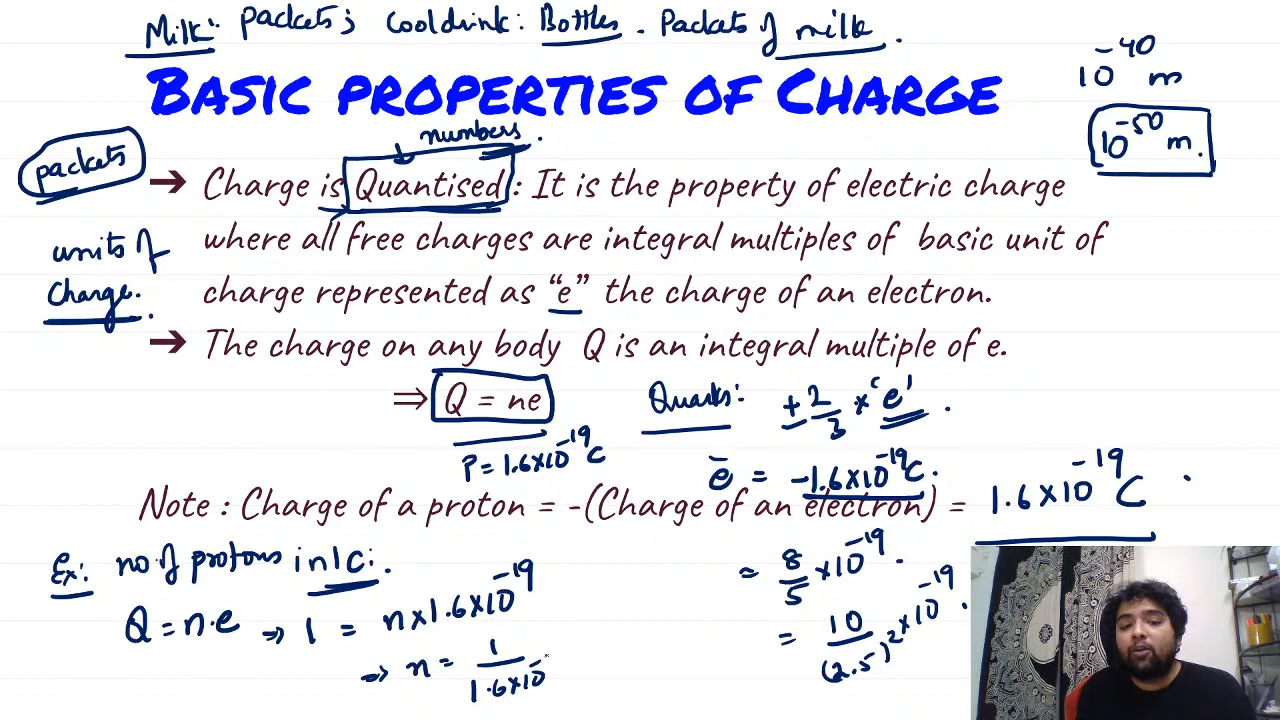 Milk: packets; cooldrink: Bottles. Packets of milk.
10^-40 m
BASIC PROPERTIES OF CHARGE
10^-50 m.
numbers.
packets
→ Charge is Quantised : It is the property of electric charge
units of
where all free charges are integral multiples of basic unit of
charge.
charge represented as “e” the charge of an electron.
→ The charge on any body Q is an integral multiple of e.
⇒ Q = ne
Quarks: ± 2/3 × 'e'.
P = 1.6×10^-19 C
e^- = -1.6×10^-19 C.
Note : Charge of a proton = -(Charge of an electron) = 1.6×10^-19 C.
Ex: no.of protons in 1C:.
= 8/5 ×10^-19.
Q = n.e ⇒ 1 = n×1.6×10^-19
= 10/(2.5)^2 ×10^-19.
⇒ n = 1/1.6×10^-